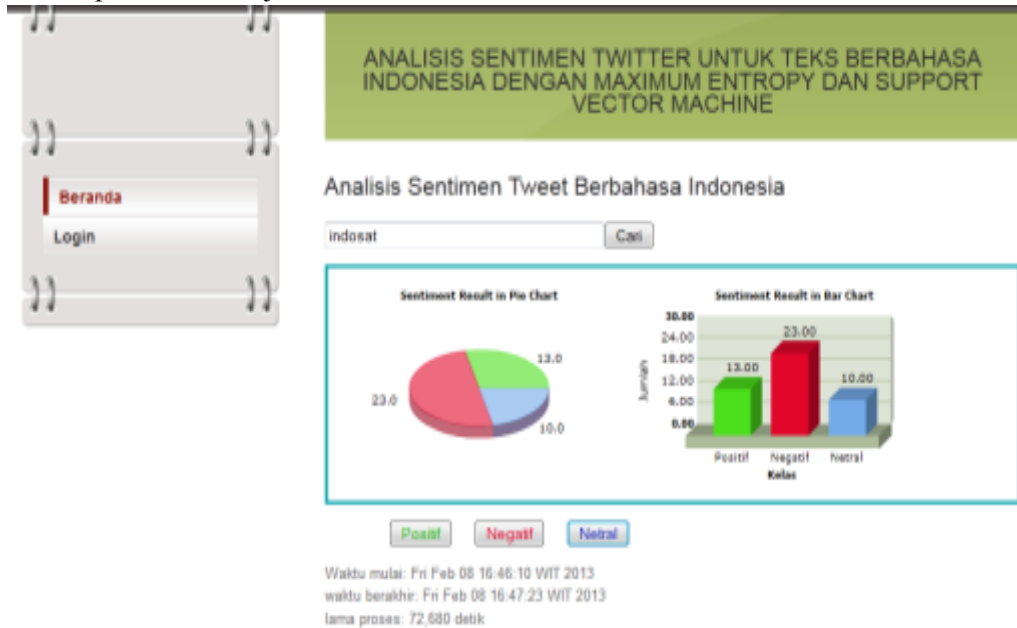 ANALISIS SENTIMEN TWITTER UNTUK TEKS BERBAHASA
INDONESIA DENGAN MAXIMUM ENTROPY DAN SUPPORT
VECTOR MACHINE
Beranda
Login
Analisis Sentimen Tweet Berbahasa Indonesia
indosat
Cari
Sentiment Result in Pie Chart
13.0
23.0
10.0
Sentiment Result in Bar Chart
30.00
24.00
18.00
12.00
6.00
0.00
Jumlah
13.00
23.00
10.00
Positif Negatif Netral
Kelas
Positif Negatif Netral
Waktu mulai: Fri Feb 08 16:46:10 WIT 2013
waktu berakhir: Fri Feb 08 16:47:23 WIT 2013
lama proses: 72,680 detik